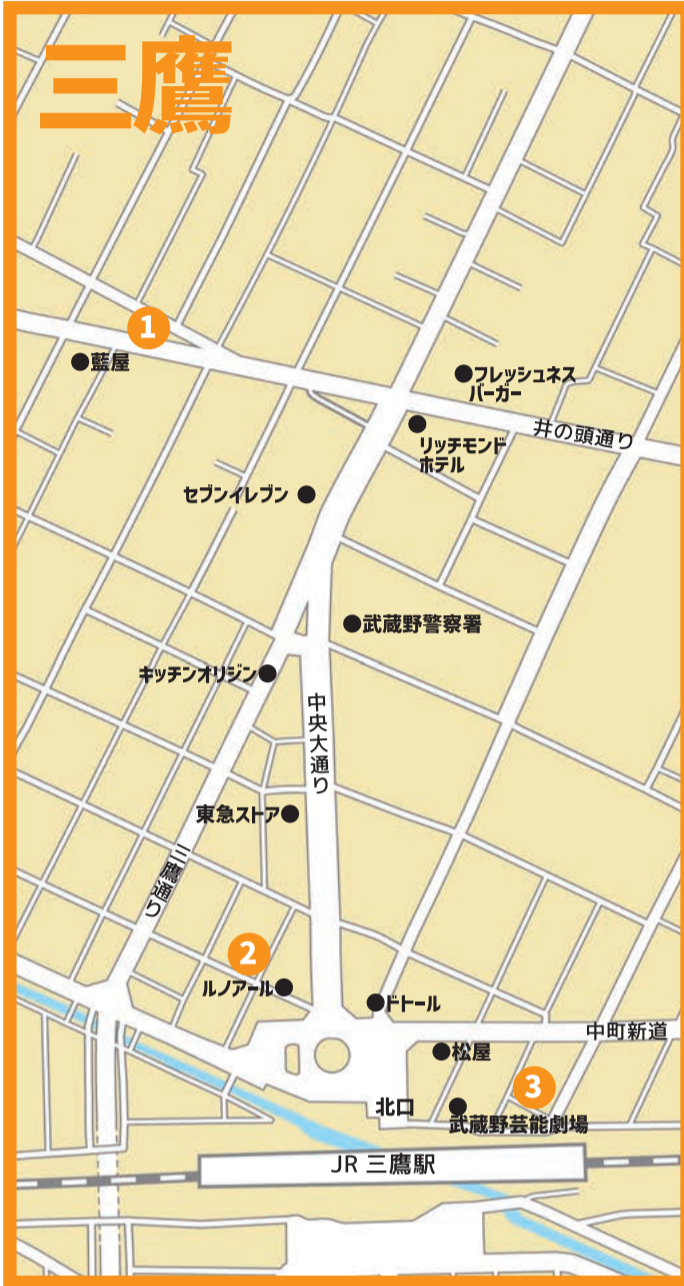 三鷹
1
藍屋
フレッシュネス
バーガー
井の頭通り
リッチモンド
ホテル
セブンイレブン
武蔵野警察署
キッチンオリジン
中央大通り
東急ストア
三鷹通り
2
ルノアール
ドトール
中町新道
松屋
3
北口
武蔵野芸能劇場
JR 三鷹駅